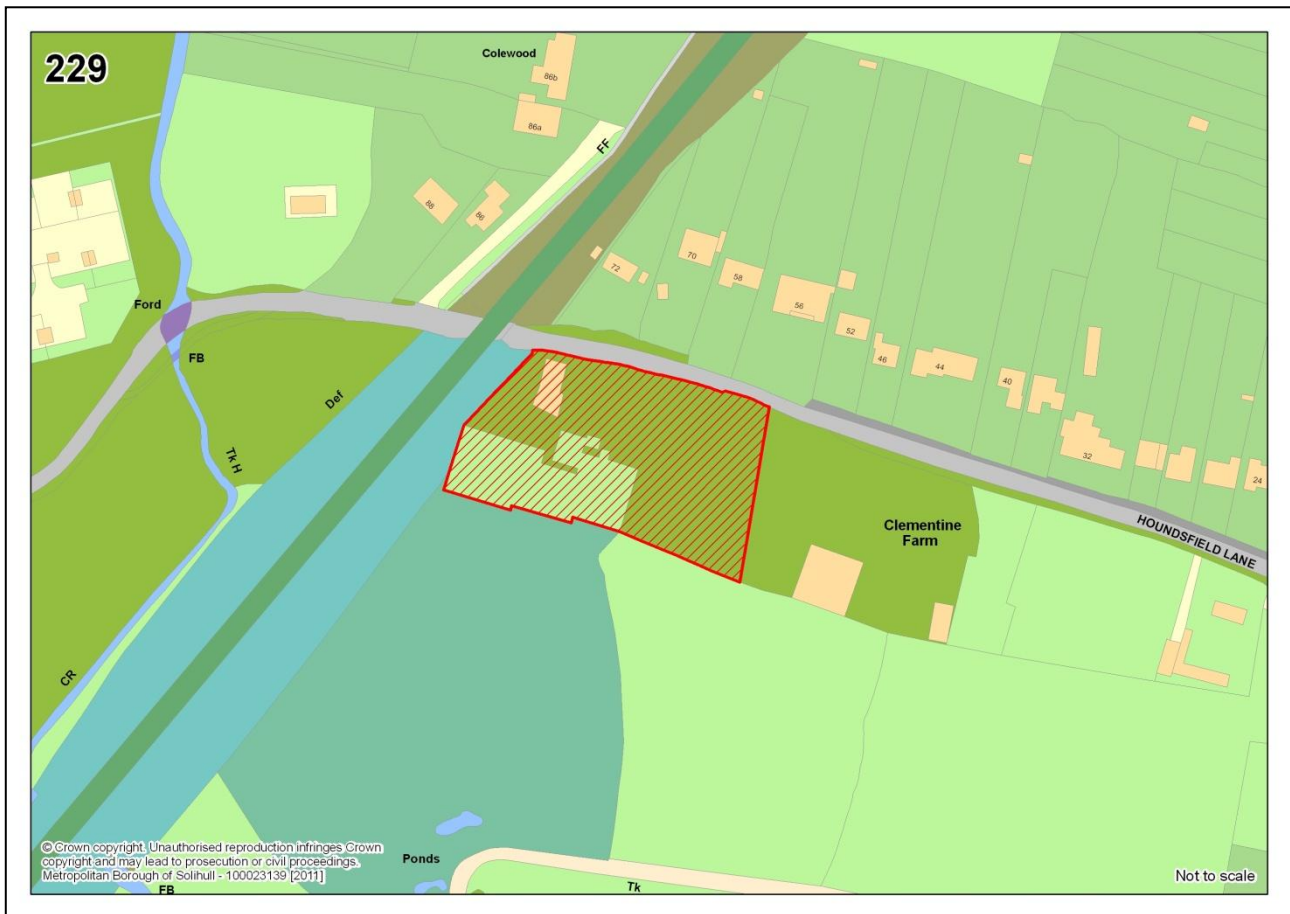 229
Colewood
86b
86a
FF
88
86
72
70
58
56
52
46
44
40
32
24
Ford
FB
Def
Tk H
Clementine
Farm
HOUNDSFIELD LANE
CR
Ponds
Tk
© Crown copyright. Unauthorised reproduction infringes Crown
copyright and may lead to prosecution or civil proceedings.
Metropolitan Borough of Solihull - 100023139 [2011]
FB
Not to scale